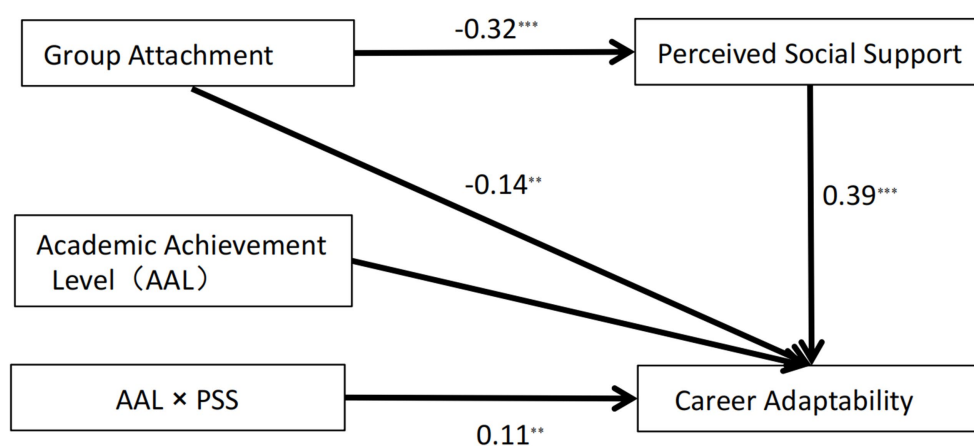 -0.32***
Group Attachment
Perceived Social Support
-0.14**
0.39***
Academic Achievement
Level（AAL）
AAL × PSS
Career Adaptability
0.11**